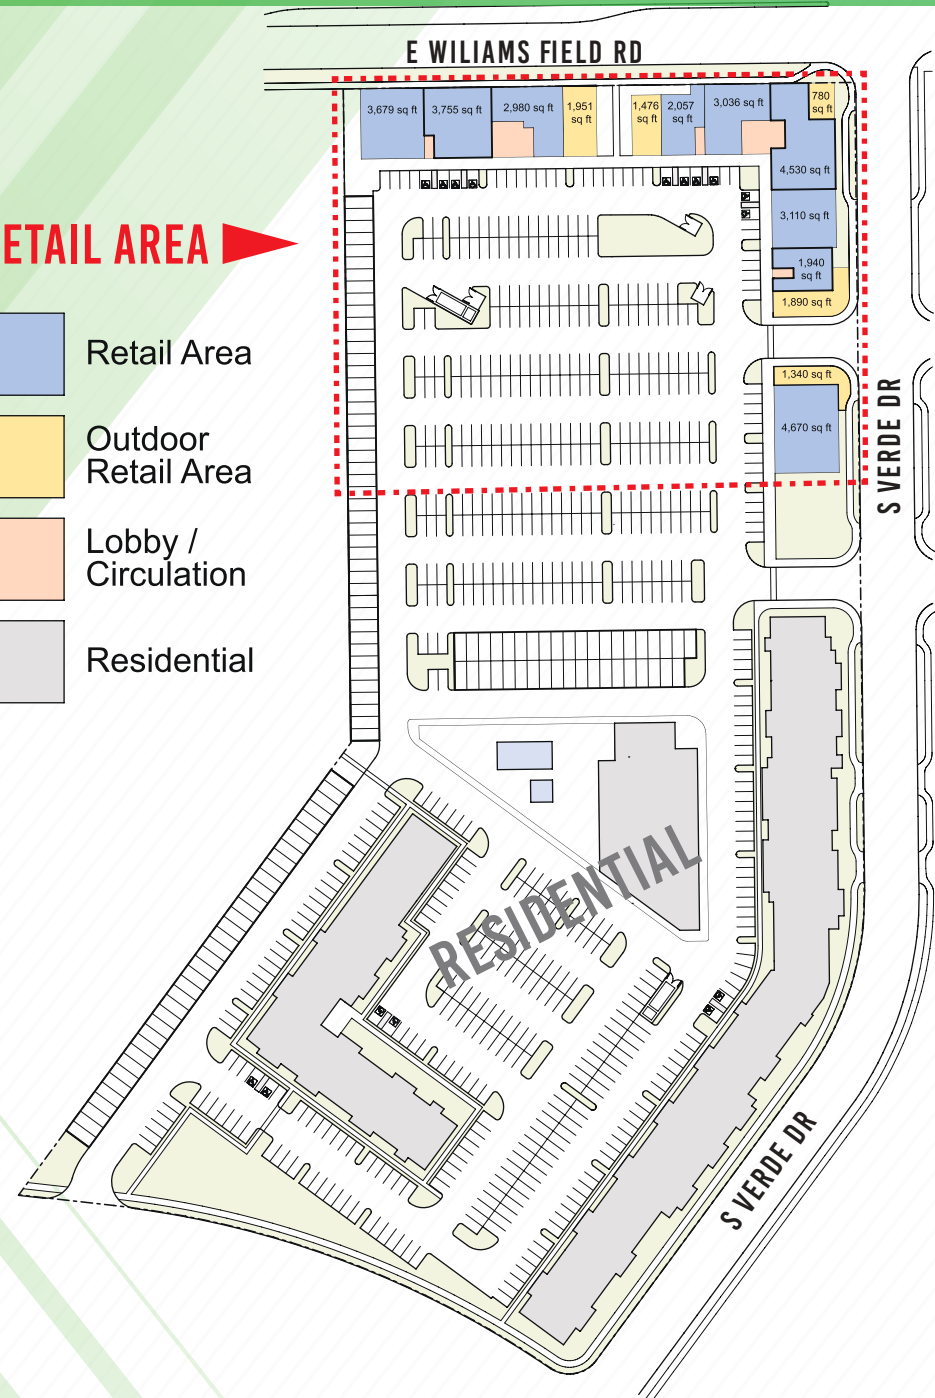 E WILIAMS FIELD RD
3,679 sq ft
3,755 sq ft
2,980 sq ft
1,951
sq ft
1,476
sq ft
2,057
sq ft
3,036 sq ft
780
sq ft
4,530 sq ft
3,110 sq ft
1,940
sq ft
1,890 sq ft
ETAIL AREA
Retail Area
Outdoor
Retail Area
Lobby /
Circulation
Residential
1,340 sq ft
4,670 sq ft
S VERDE DR
RESIDENTIAL
S VERDE DR